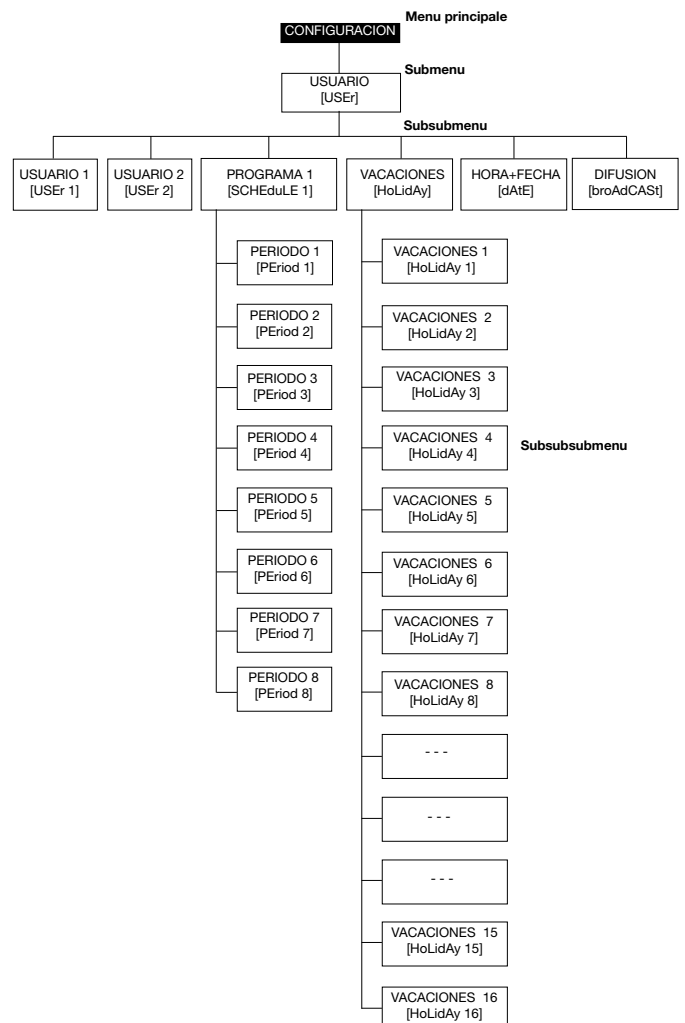 Menu principale
CONFIGURACION
Submenu
USUARIO
[USEr]
Subsubmenu
USUARIO 1
[USEr 1]
USUARIO 2
[USEr 2]
PROGRAMA 1
[SCHEduLE 1]
VACACIONES
[HoLidAy]
HORA+FECHA
[dAtE]
DIFUSION
[broAdCASt]
PERIODO 1
[PEriod 1]
PERIODO 2
[PEriod 2]
PERIODO 3
[PEriod 3]
PERIODO 4
[PEriod 4]
PERIODO 5
[PEriod 5]
PERIODO 6
[PEriod 6]
PERIODO 7
[PEriod 7]
PERIODO 8
[PEriod 8]
VACACIONES 1
[HoLidAy 1]
VACACIONES 2
[HoLidAy 2]
VACACIONES 3
[HoLidAy 3]
VACACIONES 4
[HoLidAy 4]
Subsubsubmenu
VACACIONES 5
[HoLidAy 5]
VACACIONES 6
[HoLidAy 6]
VACACIONES 7
[HoLidAy 7]
VACACIONES 8
[HoLidAy 8]
- - -
- - -
- - -
VACACIONES 15
[HoLidAy 15]
VACACIONES 16
[HoLidAy 16]